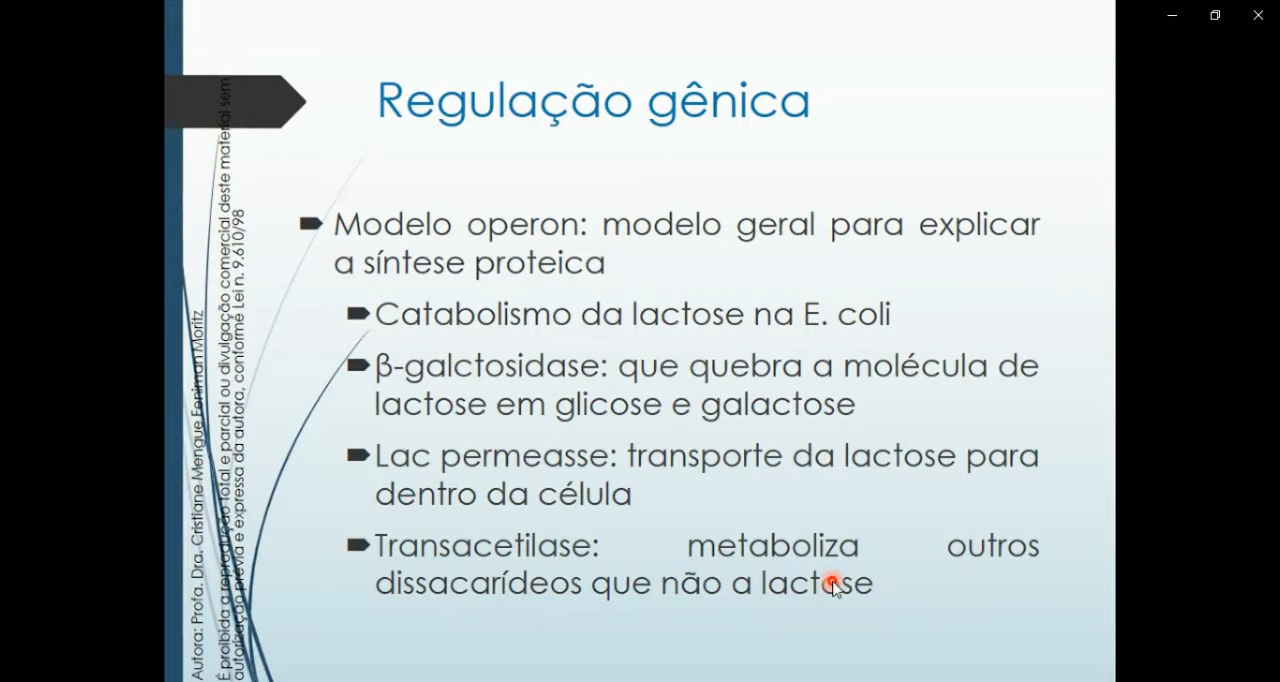 Regulação gênica
Modelo operon: modelo geral para explicar
a síntese proteica
Catabolismo da lactose na E. coli
β-galctosidase: que quebra a molécula de
lactose em glicose e galactose
Lac permeasse: transporte da lactose para
dentro da célula
Transacetilase: metaboliza outros
dissacarídeos que não a lactose
Autora: Profa. Dra. Cristiane Mengue Feniman Moritz
É proibida a reprodução total e parcial ou divulgação comercial deste material sem
autorização prévia e expressa da autora, conforme Lei n. 9.610/98